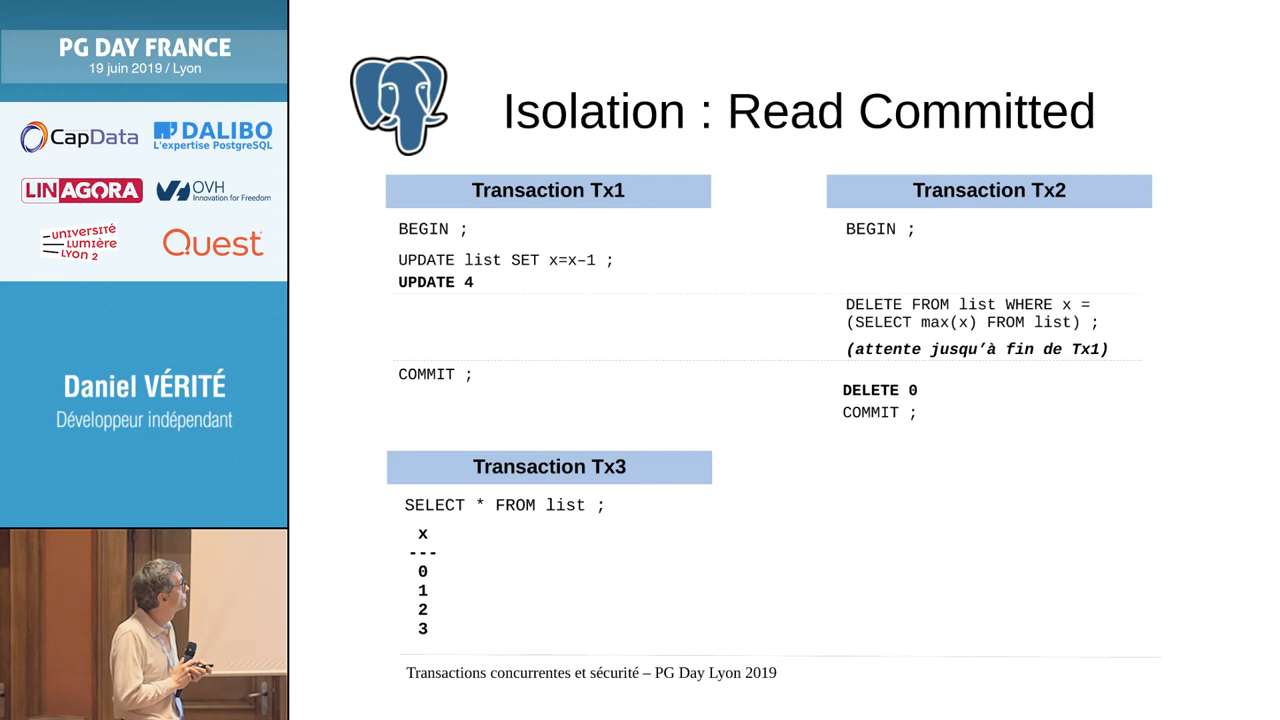 PG DAY FRANCE
19 juin 2019 / Lyon
CapData
DALIBO
L'expertise PostgreSQL
LINAGORA
OVH
Innovation for Freedom
UNIVERSITÉ
LUMIÈRE
LYON 2
Quest
Daniel VÉRITÉ
Développeur indépendant
Isolation : Read Committed
Transaction Tx1
BEGIN ;
UPDATE list SET x=x–1 ;
UPDATE 4
COMMIT ;
Transaction Tx2
BEGIN ;
DELETE FROM list WHERE x =
(SELECT max(x) FROM list) ;
(attente jusqu’à fin de Tx1)
DELETE 0
COMMIT ;
Transaction Tx3
SELECT * FROM list ;
x
---
0
1
2
3
Transactions concurrentes et sécurité – PG Day Lyon 2019